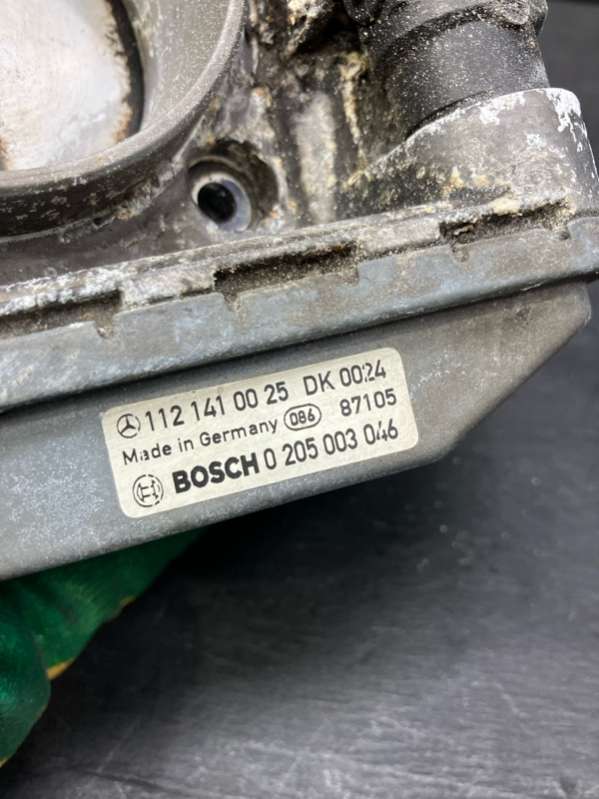 112 141 00 25 DK 0024
Made in Germany 086 87105
BOSCH 0 205 003 046